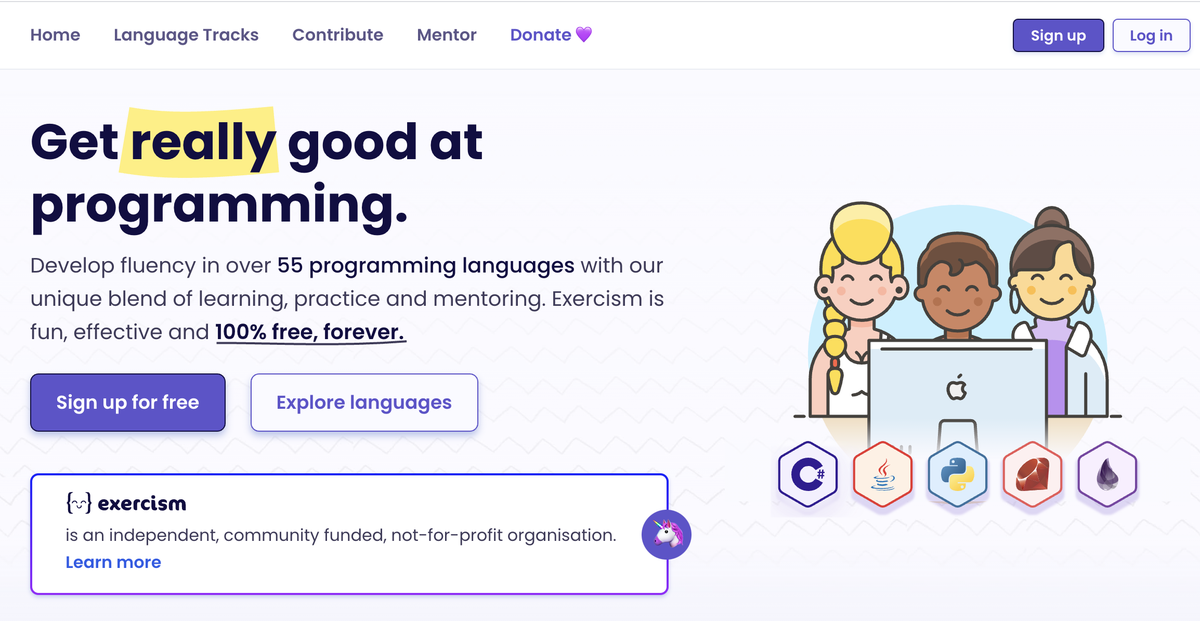 Home Language Tracks Contribute Mentor Donate 💜 Sign up Log in
Get really good at
programming.
Develop fluency in over 55 programming languages with our
unique blend of learning, practice and mentoring. Exercism is
fun, effective and 100% free, forever.
Sign up for free Explore languages
C#
{~} exercism
is an independent, community funded, not-for-profit organisation.
Learn more